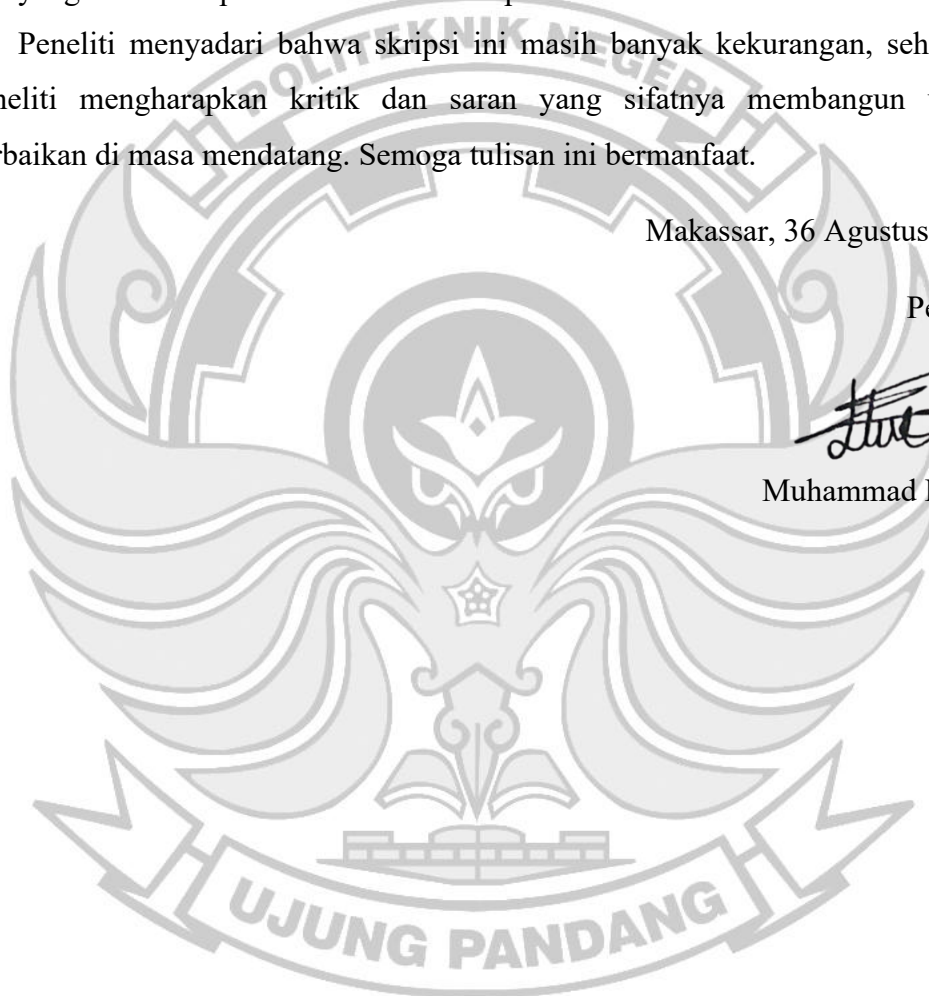 POLITEKNIK NEGERI
Peneliti menyadari bahwa skripsi ini masih banyak kekurangan, seh
neliti mengharapkan kritik dan saran yang sifatnya membangun
rbaikan di masa mendatang. Semoga tulisan ini bermanfaat.
Makassar, 36 Agustus
Pe
Muhammad
UJUNG PANDANG